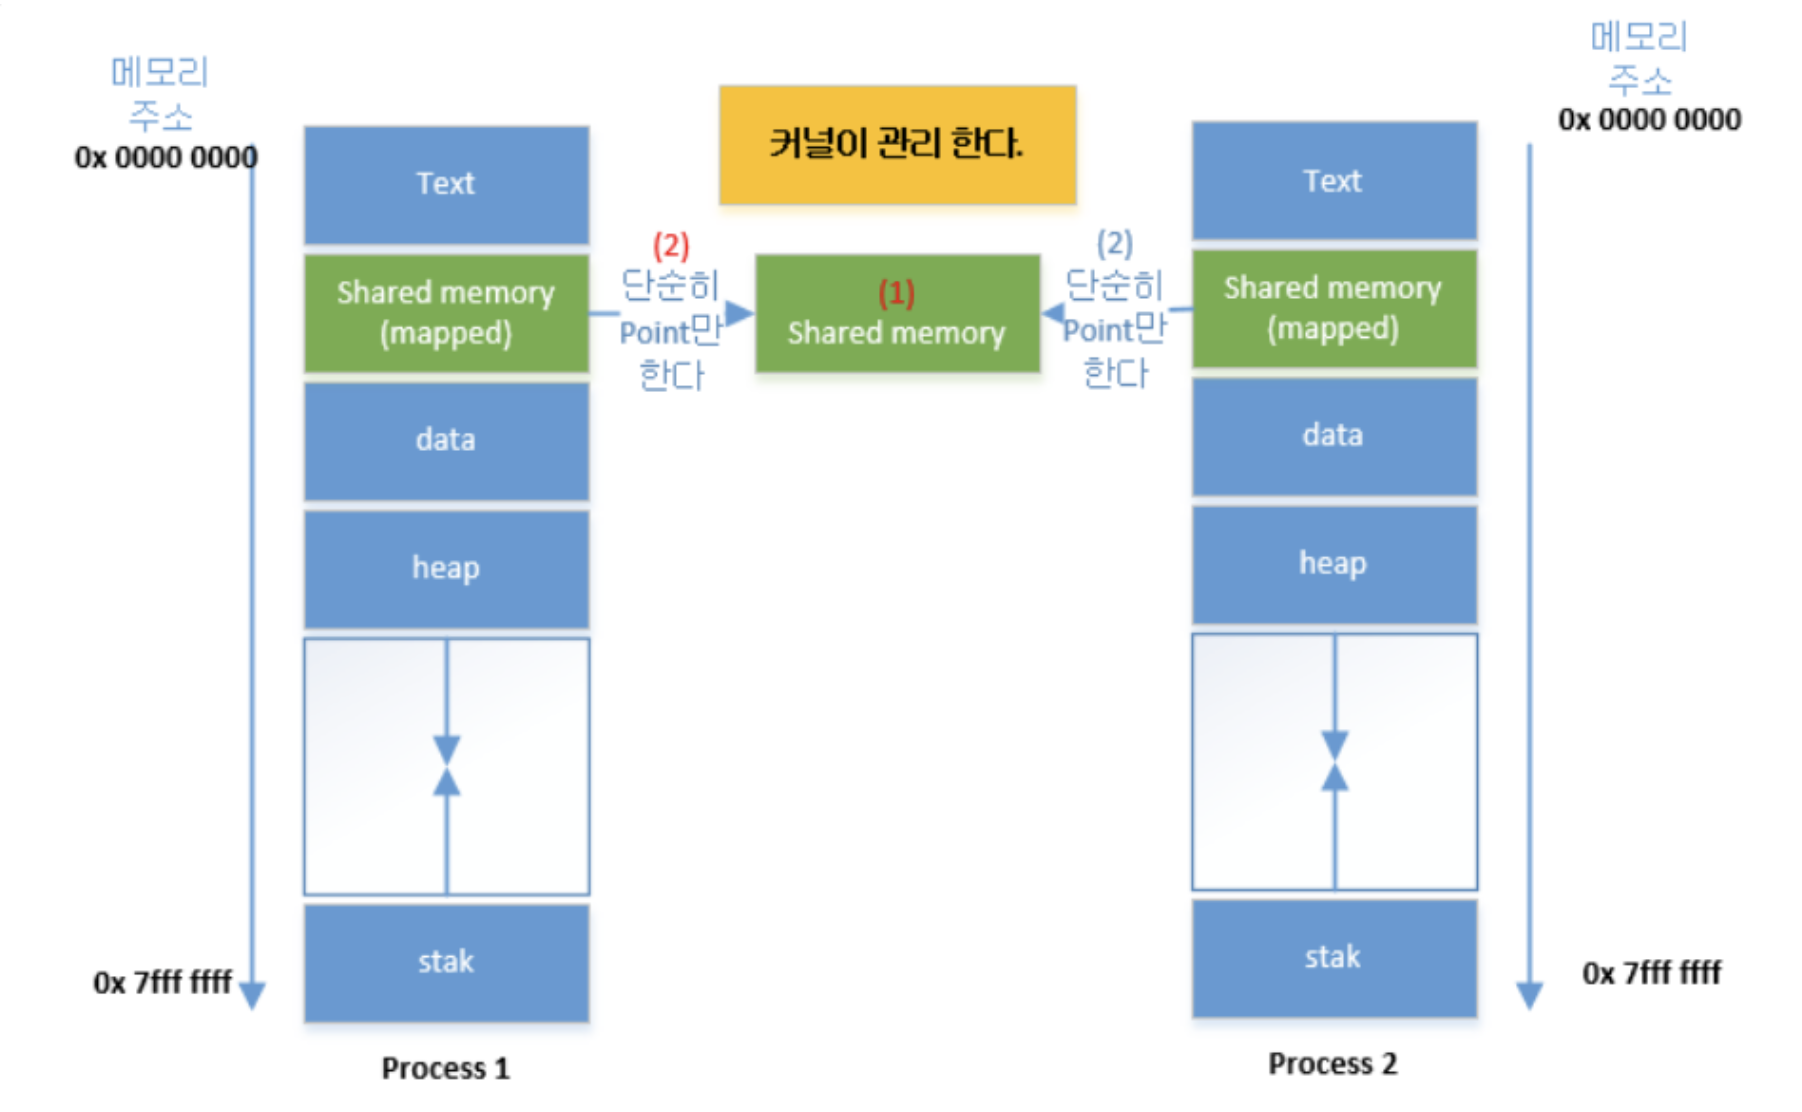 메모리
주소
0x 0000 0000
Text
Shared memory
(mapped)
data
heap
stak
0x 7fff ffff
Process 1
커널이 관리 한다.
(2)
단순히
Point만
한다
(1)
Shared memory
(2)
단순히
Point만
한다
메모리
주소
0x 0000 0000
Text
Shared memory
(mapped)
data
heap
stak
0x 7fff ffff
Process 2